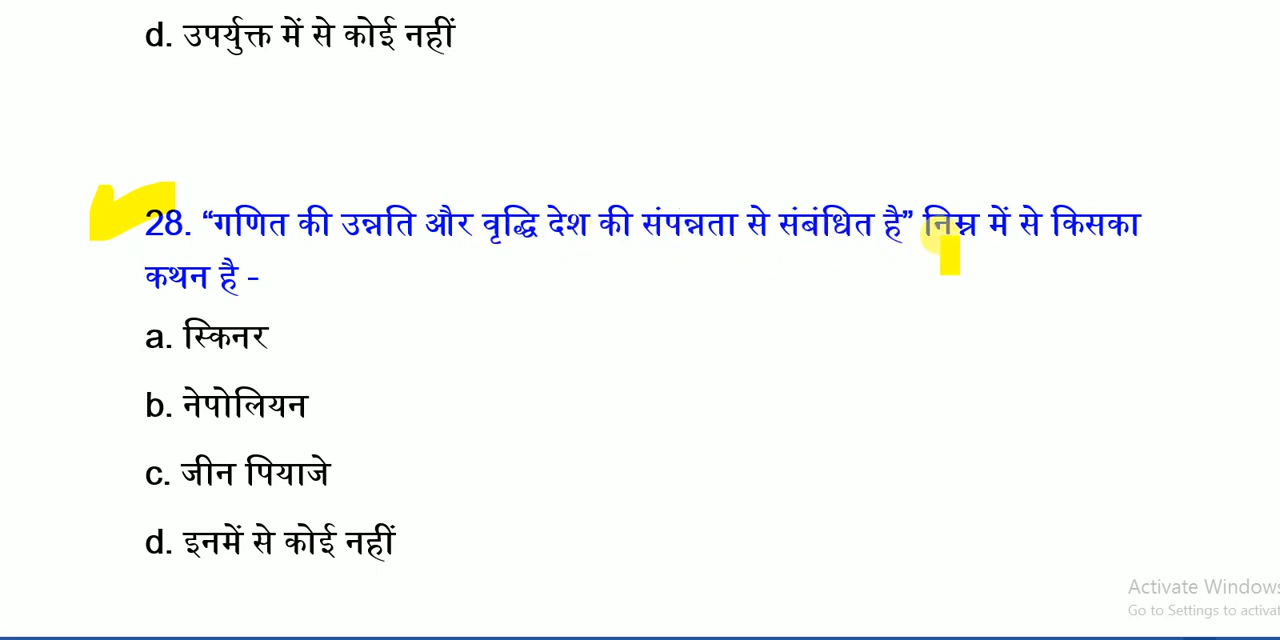 d. उपर्युक्त में से कोई नहीं
28. “गणित की उन्नति और वृद्धि देश की संपन्नता से संबंधित है” निम्न में से किसका
कथन है -
a. स्किनर
b. नेपोलियन
c. जीन पियाजे
d. इनमें से कोई नहीं
Activate Windows
Go to Settings to activat